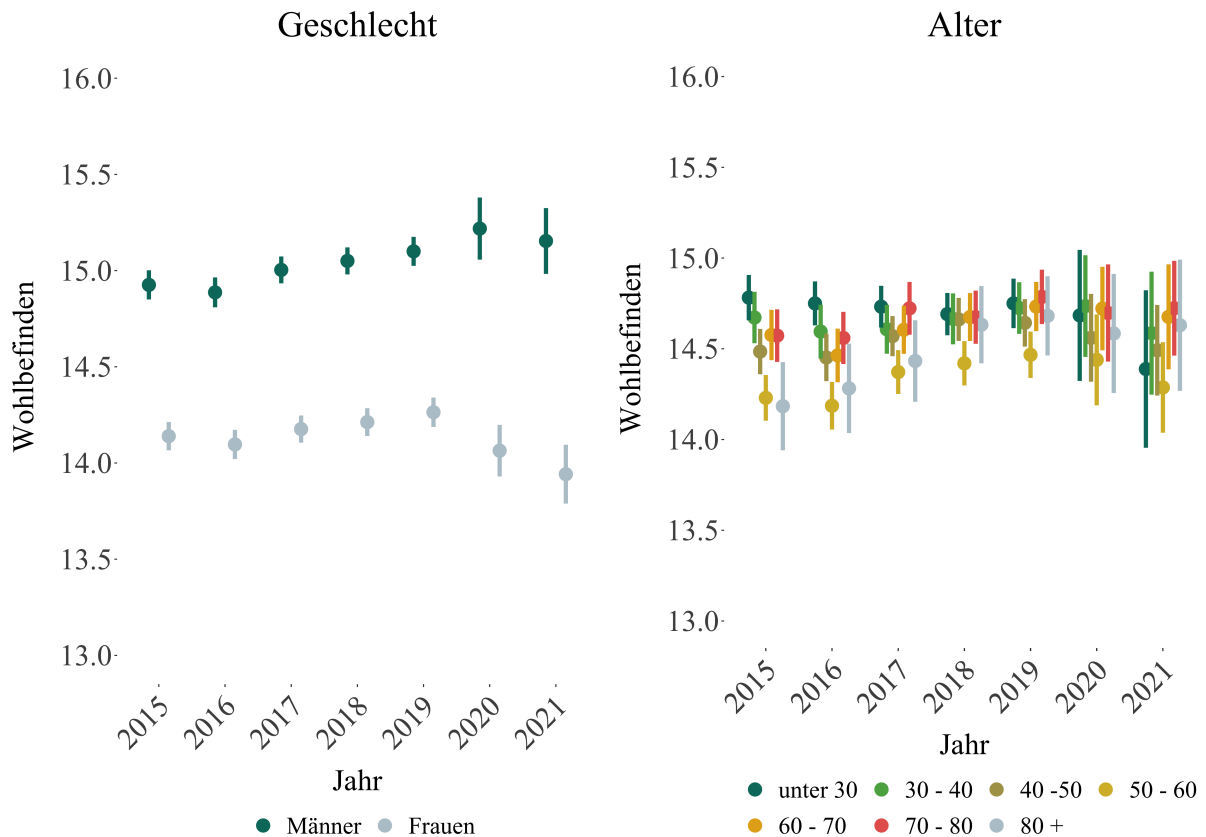 Geschlecht
16.0
15.5
15.0
14.5
14.0
13.5
13.0
Wohlbefinden
2015 2016 2017 2018 2019 2020 2021
Jahr
Männer Frauen
Alter
16.0
15.5
15.0
14.5
14.0
13.5
13.0
Wohlbefinden
2015 2016 2017 2018 2019 2020 2021
Jahr
unter 30 30 - 40 40 -50 50 - 60
60 - 70 70 - 80 80 +